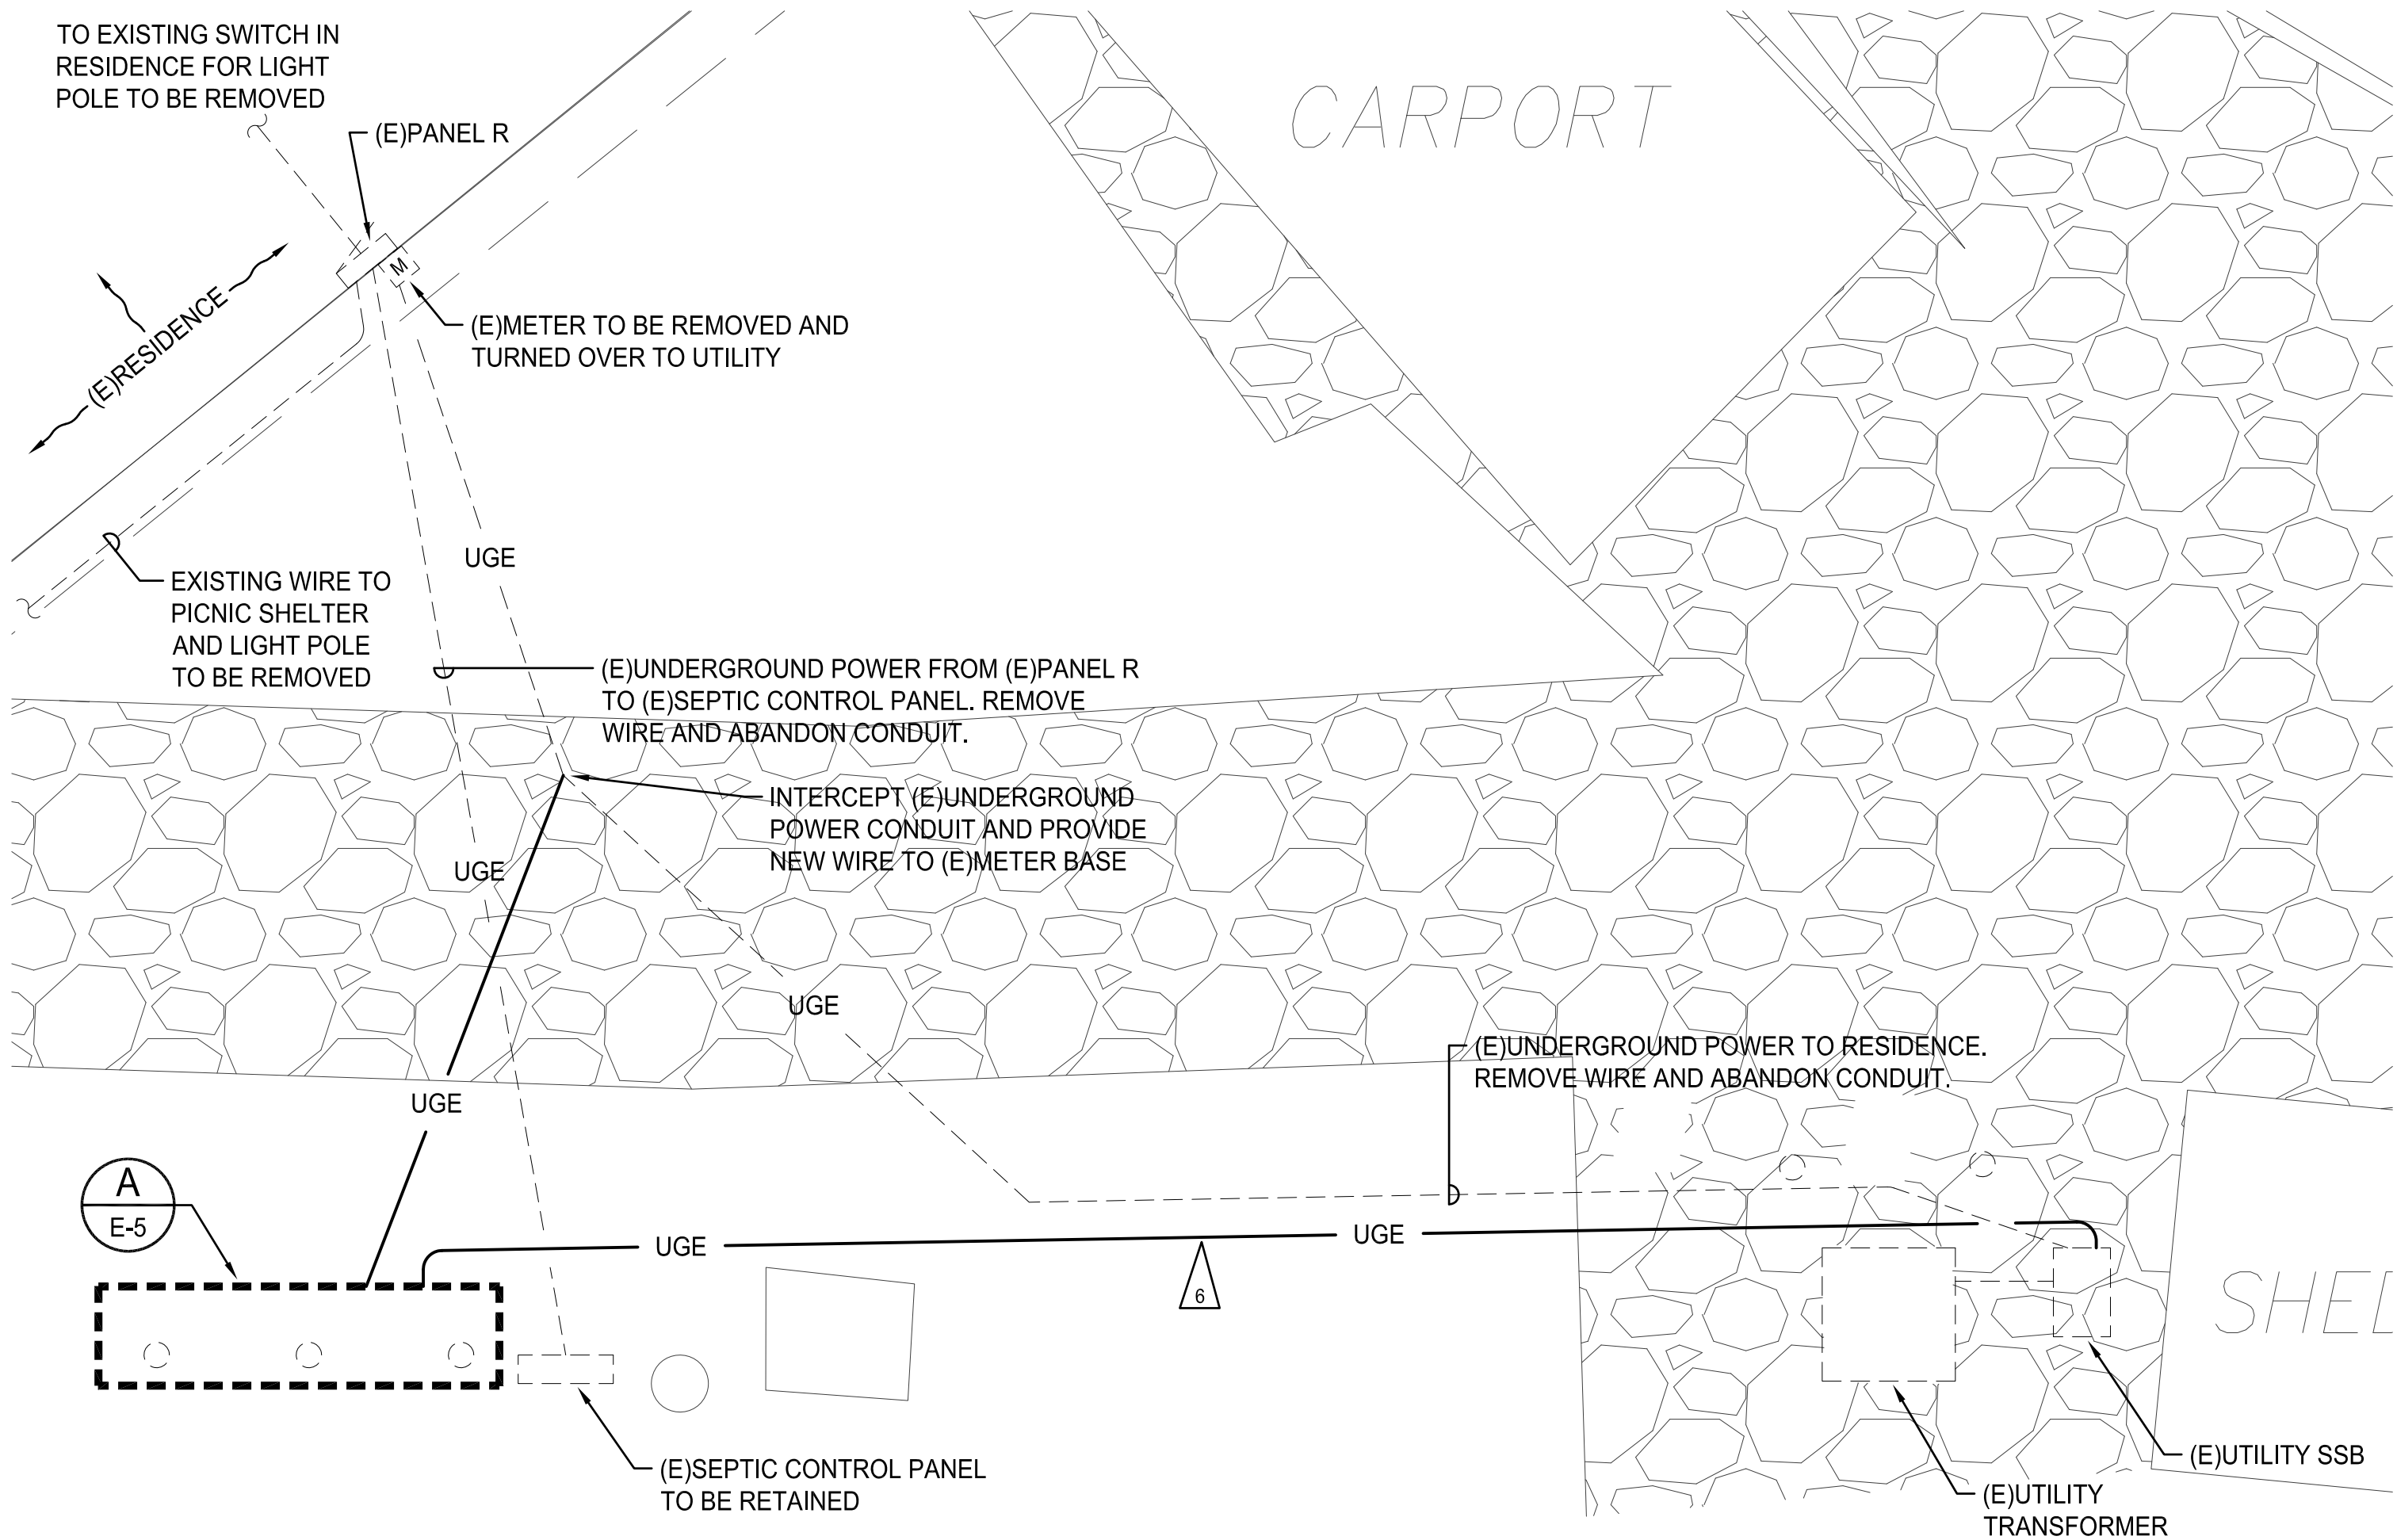 TO EXISTING SWITCH IN
RESIDENCE FOR LIGHT
POLE TO BE REMOVED
(E)PANEL R
CARPORT
M
(E)RESIDENCE
(E)METER TO BE REMOVED AND
TURNED OVER TO UTILITY
UGE
EXISTING WIRE TO
PICNIC SHELTER
AND LIGHT POLE
TO BE REMOVED
(E)UNDERGROUND POWER FROM (E)PANEL R
TO (E)SEPTIC CONTROL PANEL. REMOVE
WIRE AND ABANDON CONDUIT.
INTERCEPT (E)UNDERGROUND
POWER CONDUIT AND PROVIDE
NEW WIRE TO (E)METER BASE
UGE
UGE
(E)UNDERGROUND POWER TO RESIDENCE.
REMOVE WIRE AND ABANDON CONDUIT.
UGE
A
E-5
UGE
UGE
6
SHED
(E)SEPTIC CONTROL PANEL
TO BE RETAINED
(E)UTILITY SSB
(E)UTILITY
TRANSFORMER